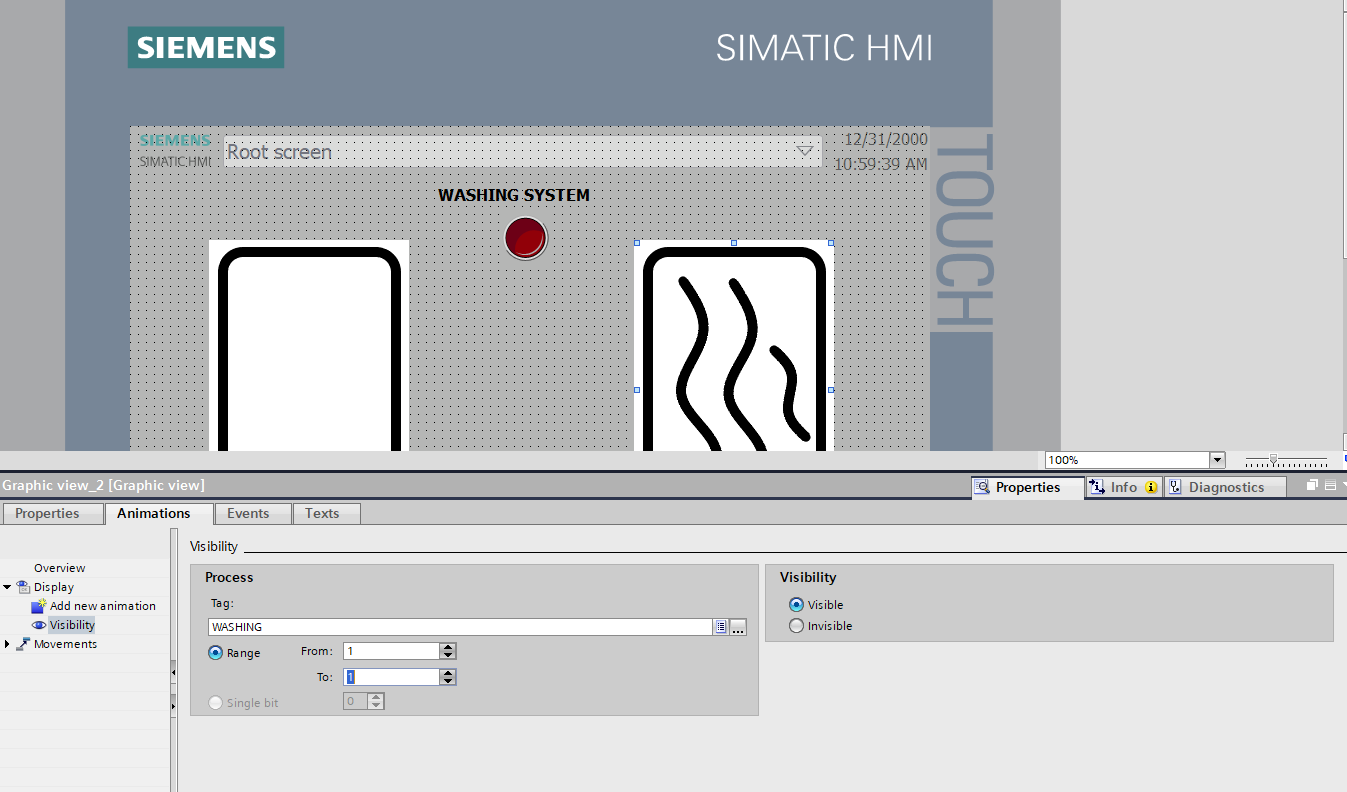 SIEMENS
SIMATIC HMI
SIEMENS
SIMATIC HMI
Root screen
12/31/2000
10:59:39 AM
TOUCH
WASHING SYSTEM
100%
Graphic view_2 [Graphic view]
Properties
Info
Diagnostics
Properties
Animations
Events
Texts
Overview
Display
Add new animation
Visibility
Movements
Visibility
Process
Tag:
WASHING
Range
From:
1
To:
1
Single bit
0
Visibility
Visible
Invisible